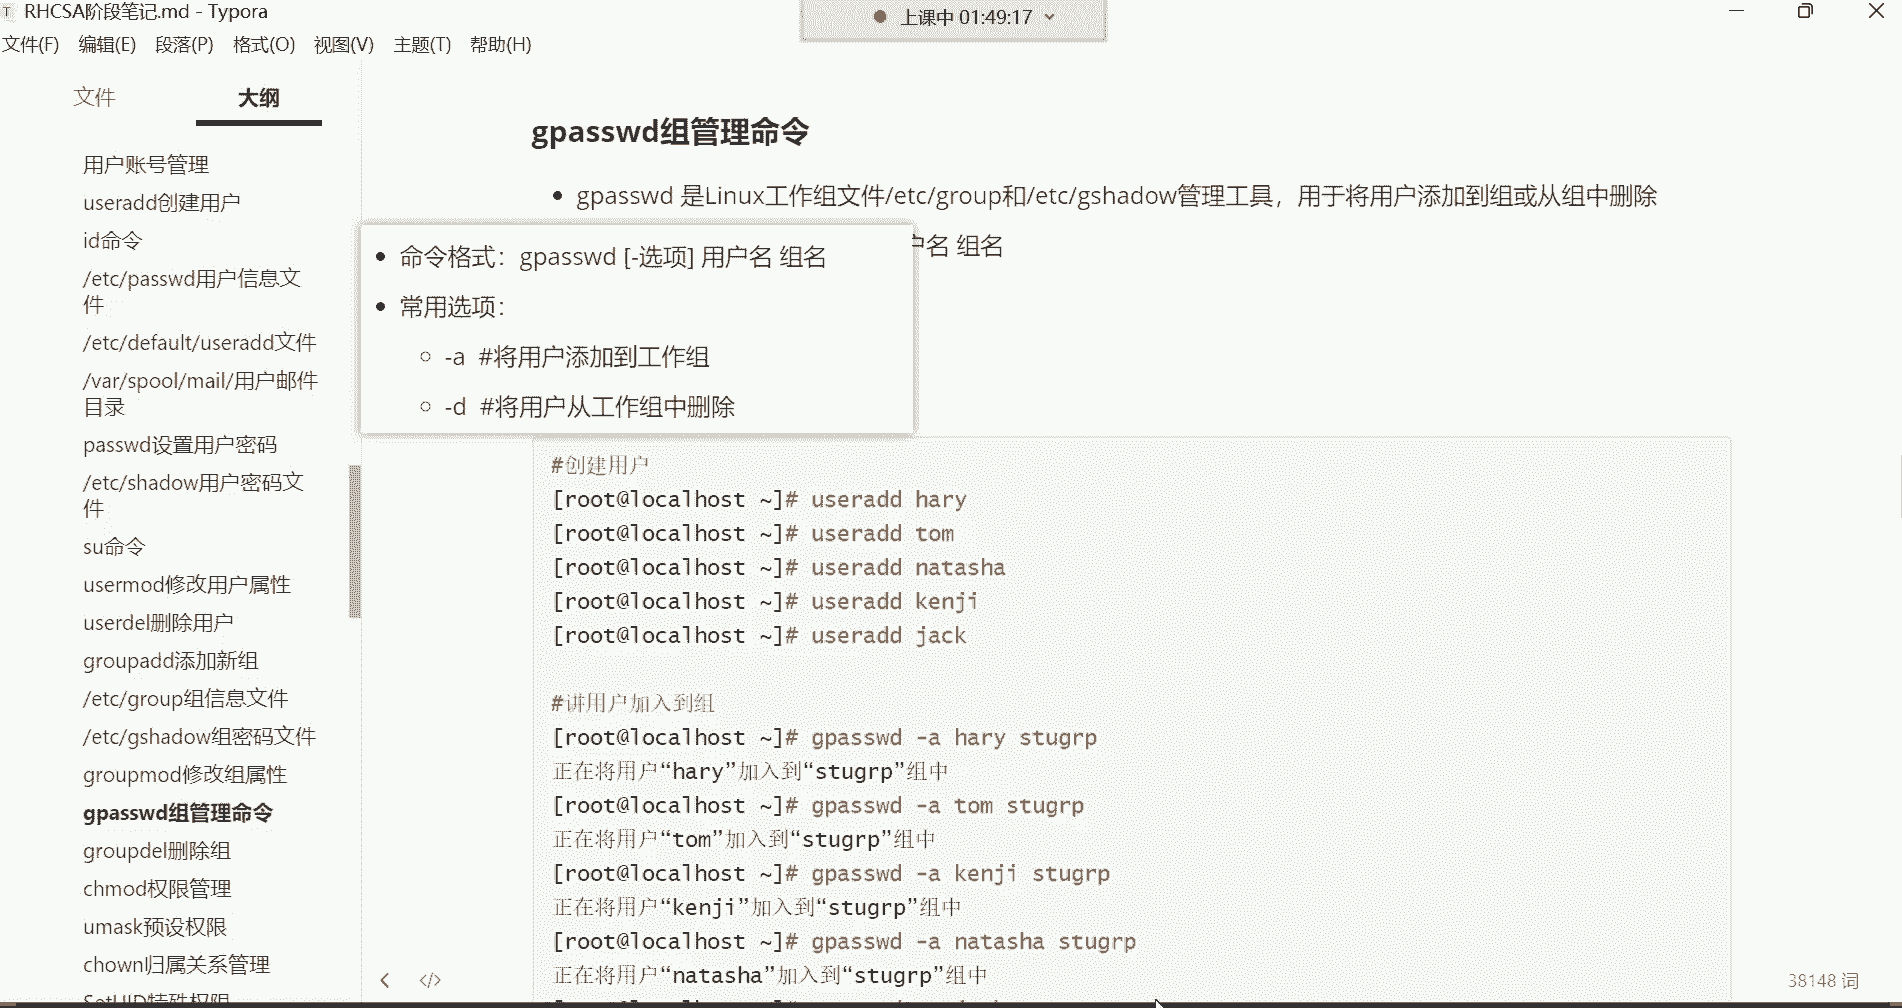 RHCSA阶段笔记.md - Typora
上课中 01:49:17
文件(F) 编辑(E) 段落(P) 格式(O) 视图(V) 主题(T) 帮助(H)
文件 大纲
用户账号管理
useradd创建用户
id命令
/etc/passwd用户信息文
件
/etc/default/useradd文件
/var/spool/mail/用户邮件
目录
passwd设置用户密码
/etc/shadow用户密码文
件
su命令
usermod修改用户属性
userdel删除用户
groupadd添加新组
/etc/group组信息文件
/etc/gshadow组密码文件
groupmod修改组属性
gpasswd组管理命令
groupdel删除组
chmod权限管理
umask预设权限
chown归属关系管理
SetUID特殊权限
gpasswd组管理命令
gpasswd 是Linux工作组文件/etc/group和/etc/gshadow管理工具，用于将用户添加到组或从组中删除
户名 组名
命令格式：gpasswd [-选项] 用户名 组名
常用选项：
-a #将用户添加到工作组
-d #将用户从工作组中删除
#创建用户
[root@localhost ~]# useradd hary
[root@localhost ~]# useradd tom
[root@localhost ~]# useradd natasha
[root@localhost ~]# useradd kenji
[root@localhost ~]# useradd jack
#讲用户加入到组
[root@localhost ~]# gpasswd -a hary stugrp
正在将用户“hary”加入到“stugrp”组中
[root@localhost ~]# gpasswd -a tom stugrp
正在将用户“tom”加入到“stugrp”组中
[root@localhost ~]# gpasswd -a kenji stugrp
正在将用户“kenji”加入到“stugrp”组中
[root@localhost ~]# gpasswd -a natasha stugrp
正在将用户“natasha”加入到“stugrp”组中
38148 词